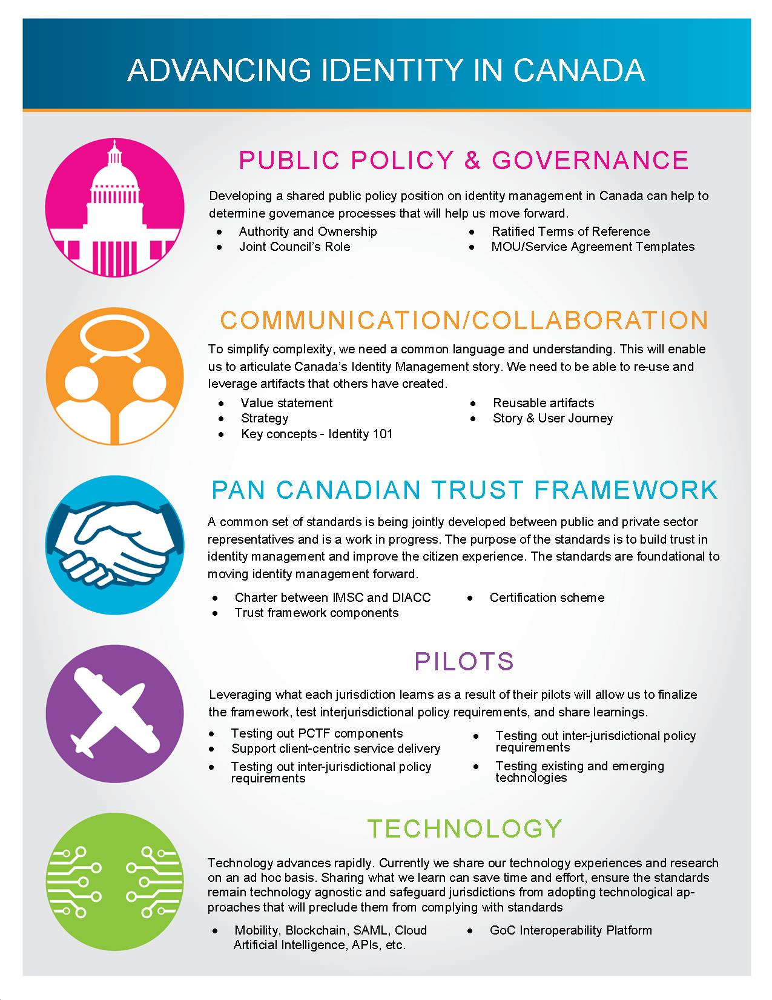 ADVANCING IDENTITY IN CANADA
PUBLIC POLICY & GOVERNANCE
Developing a shared public policy position on identity management in Canada can help to
determine governance processes that will help us move forward.
• Authority and Ownership
• Joint Council's Role
• Ratified Terms of Reference
• MOU/Service Agreement Templates
COMMUNICATION/COLLABORATION
To simplify complexity, we need a common language and understanding. This will enable
us to articulate Canada's Identity Management story. We need to be able to re-use and
leverage artifacts that others have created.
• Value statement
• Strategy
• Key concepts - Identity 101
• Reusable artifacts
• Story & User Journey
PAN CANADIAN TRUST FRAMEWORK
A common set of standards is being jointly developed between public and private sector
representatives and is a work in progress. The purpose of the standards is to build trust in
identity management and improve the citizen experience. The standards are foundational to
moving identity management forward.
• Charter between IMSC and DIACC
• Trust framework components
• Certification scheme
PILOTS
Leveraging what each jurisdiction learns as a result of their pilots will allow us to finalize
the framework, test interjurisdictional policy requirements, and share learnings.
• Testing out PCTF components
• Support client-centric service delivery
• Testing out inter-jurisdictional policy
requirements
• Testing out inter-jurisdictional policy
requirements
• Testing existing and emerging
technologies
TECHNOLOGY
Technology advances rapidly. Currently we share our technology experiences and research
on an ad hoc basis. Sharing what we learn can save time and effort, ensure the standards
remain technology agnostic and safeguard jurisdictions from adopting technological ap-
proaches that will preclude them from complying with standards
• Mobility, Blockchain, SAML, Cloud
Artificial Intelligence, APIs, etc.
• GoC Interoperability Platform